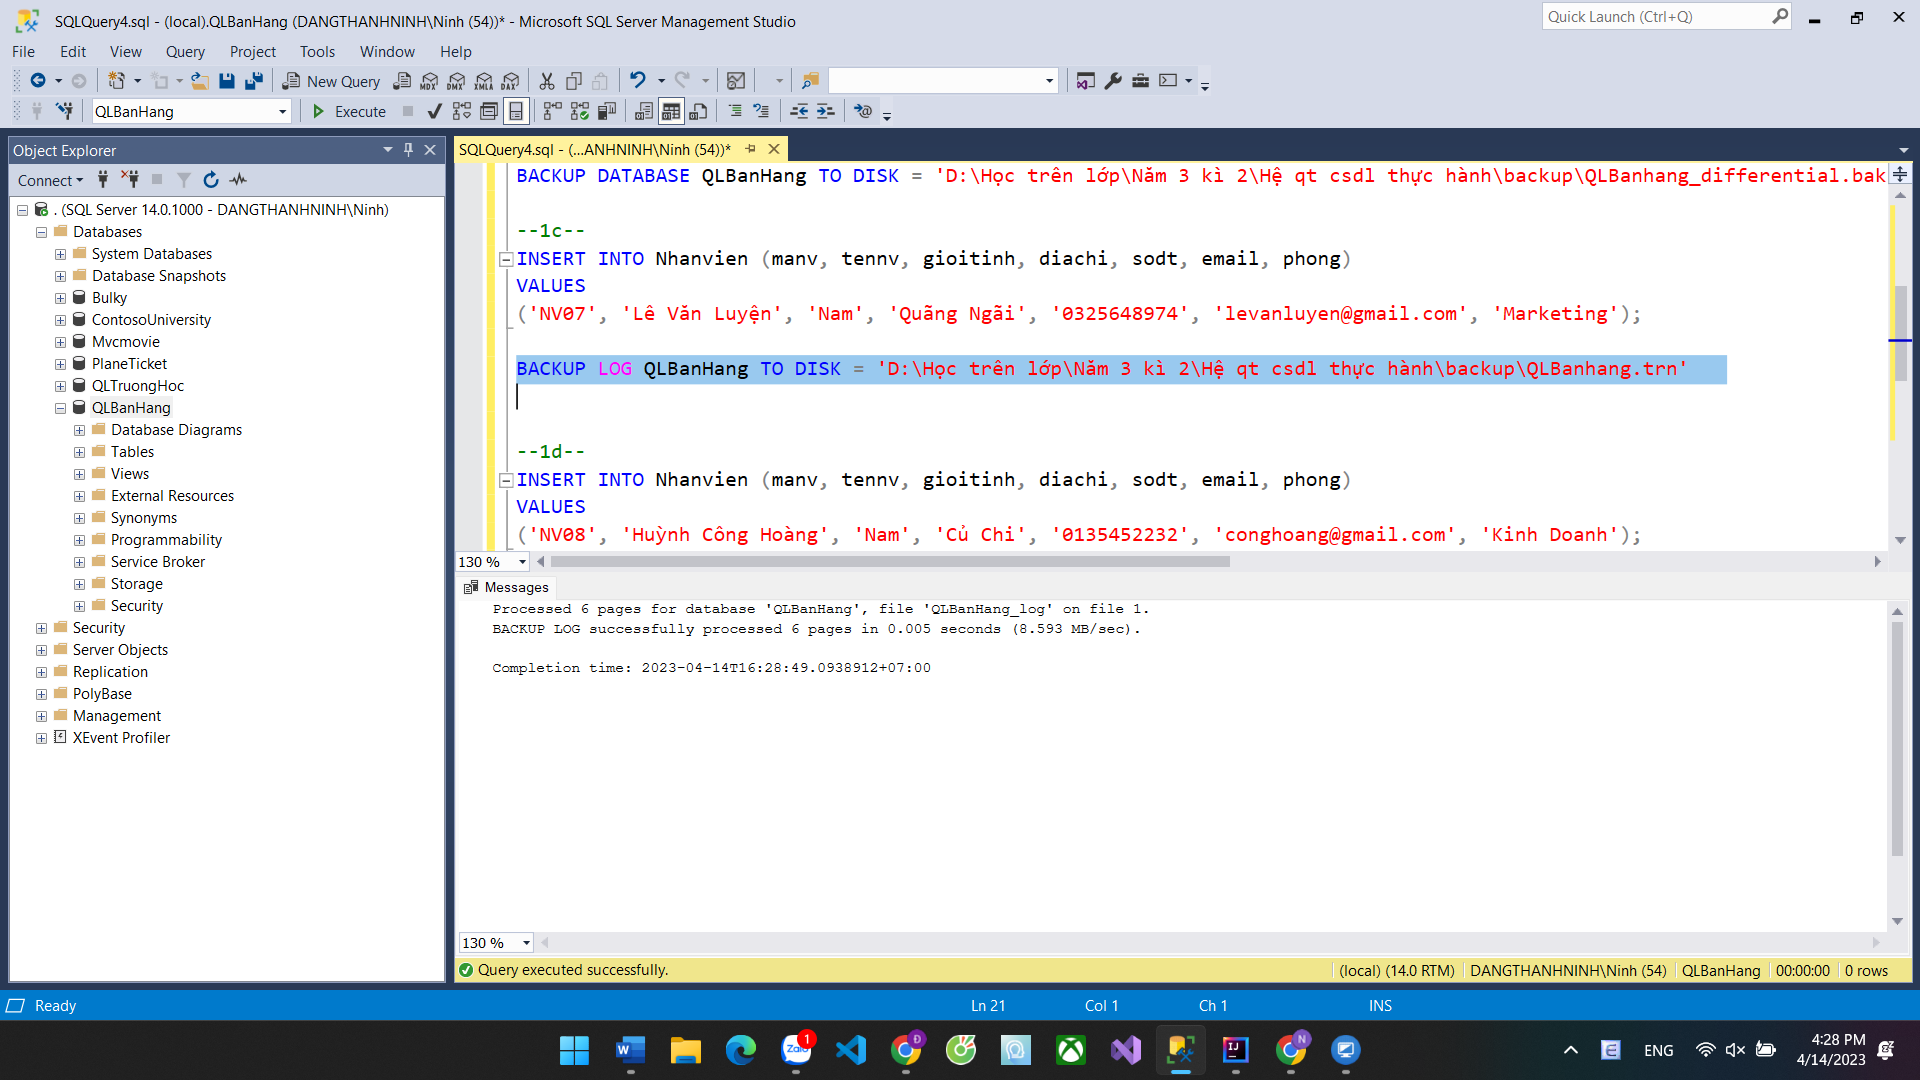 SQLQuery4.sql - (local).QLBanHang (DANGTHANHNINH\Ninh (54))* - Microsoft SQL Server Management Studio
Quick Launch (Ctrl+Q)
File Edit View Query Project Tools Window Help
New Query MDX DMX XMLA DAX
QLBanHang Execute
Object Explorer
Connect
. (SQL Server 14.0.1000 - DANGTHANHNINH\Ninh)
Databases
System Databases
Database Snapshots
Bulky
ContosoUniversity
Mvcmovie
PlaneTicket
QLTruongHoc
QLBanHang
Database Diagrams
Tables
Views
External Resources
Synonyms
Programmability
Service Broker
Storage
Security
Security
Server Objects
Replication
PolyBase
Management
XEvent Profiler
SQLQuery4.sql - (...ANHNINH\Ninh (54))*
BACKUP DATABASE QLBanHang TO DISK = 'D:\Học trên lớp\Năm 3 kì 2\Hệ qt csdl thực hành\backup\QLBanhang_differential.bak
--1c--
INSERT INTO Nhanvien (manv, tennv, gioitinh, diachi, sodt, email, phong)
VALUES
('NV07', 'Lê Văn Luyện', 'Nam', 'Quãng Ngãi', '0325648974', 'levanluyen@gmail.com', 'Marketing');
BACKUP LOG QLBanHang TO DISK = 'D:\Học trên lớp\Năm 3 kì 2\Hệ qt csdl thực hành\backup\QLBanhang.trn'
--1d--
INSERT INTO Nhanvien (manv, tennv, gioitinh, diachi, sodt, email, phong)
VALUES
('NV08', 'Huỳnh Công Hoàng', 'Nam', 'Củ Chi', '0135452232', 'conghoang@gmail.com', 'Kinh Doanh');
130 %
Messages
Processed 6 pages for database 'QLBanHang', file 'QLBanHang_log' on file 1.
BACKUP LOG successfully processed 6 pages in 0.005 seconds (8.593 MB/sec).
Completion time: 2023-04-14T16:28:49.0938912+07:00
130 %
Query executed successfully. (local) (14.0 RTM) DANGTHANHNINH\Ninh (54) QLBanHang 00:00:00 0 rows
Ready Ln 21 Col 1 Ch 1 INS
Zalo 1 Đ N ENG
4:28 PM
4/14/2023